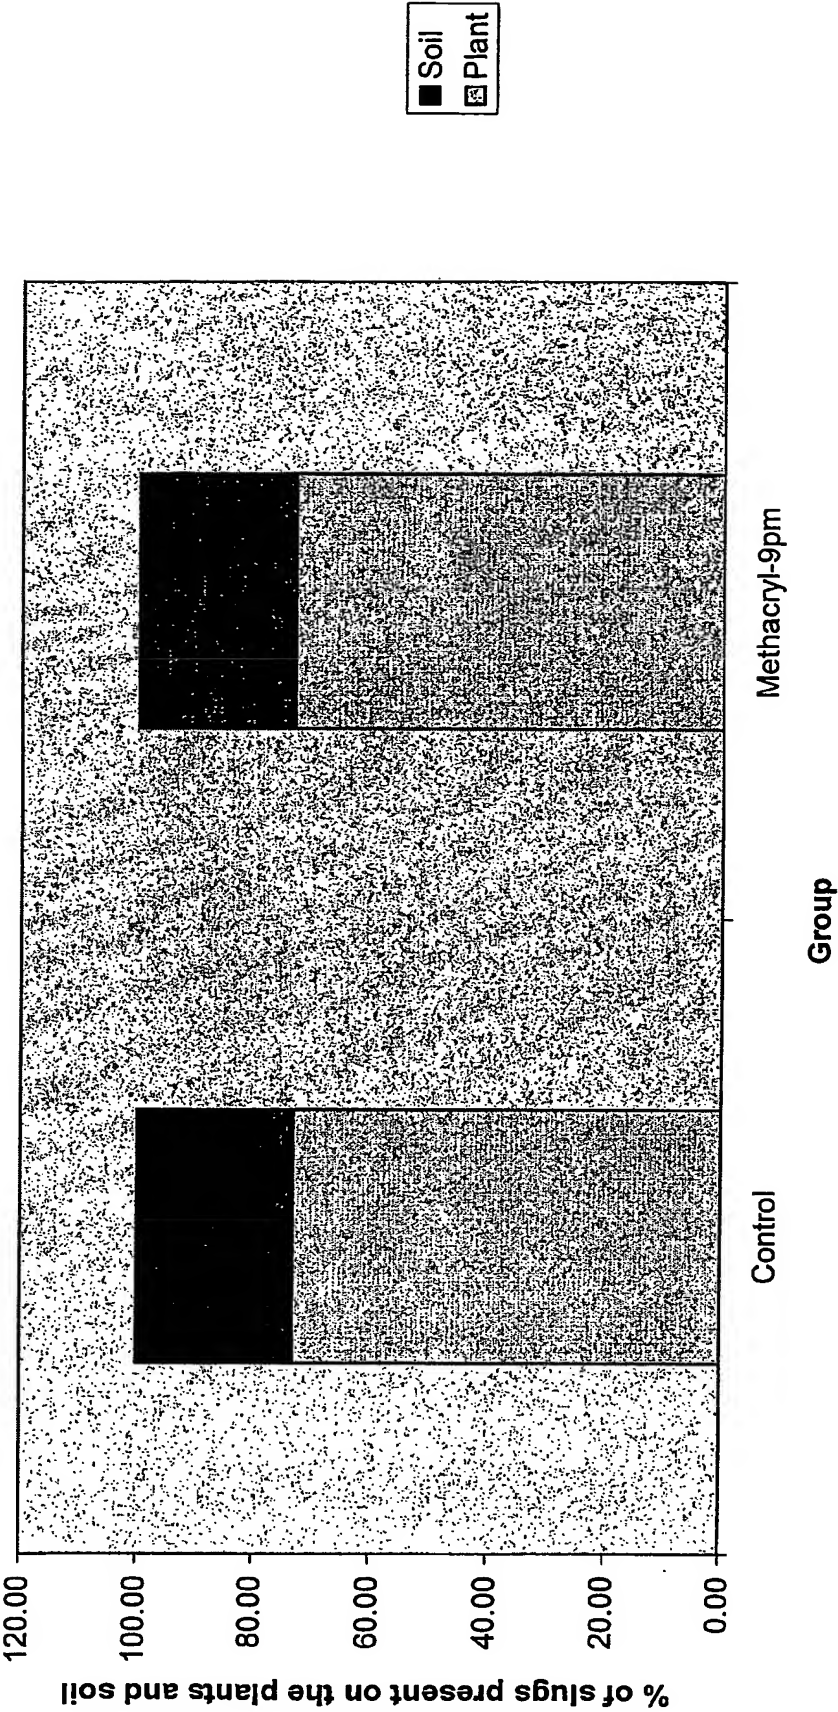 % of slugs present on the plants and soil
120.00
100.00
80.00
60.00
40.00
20.00
0.00
Control
Methacryl-9pm
Group
Soil
Plant